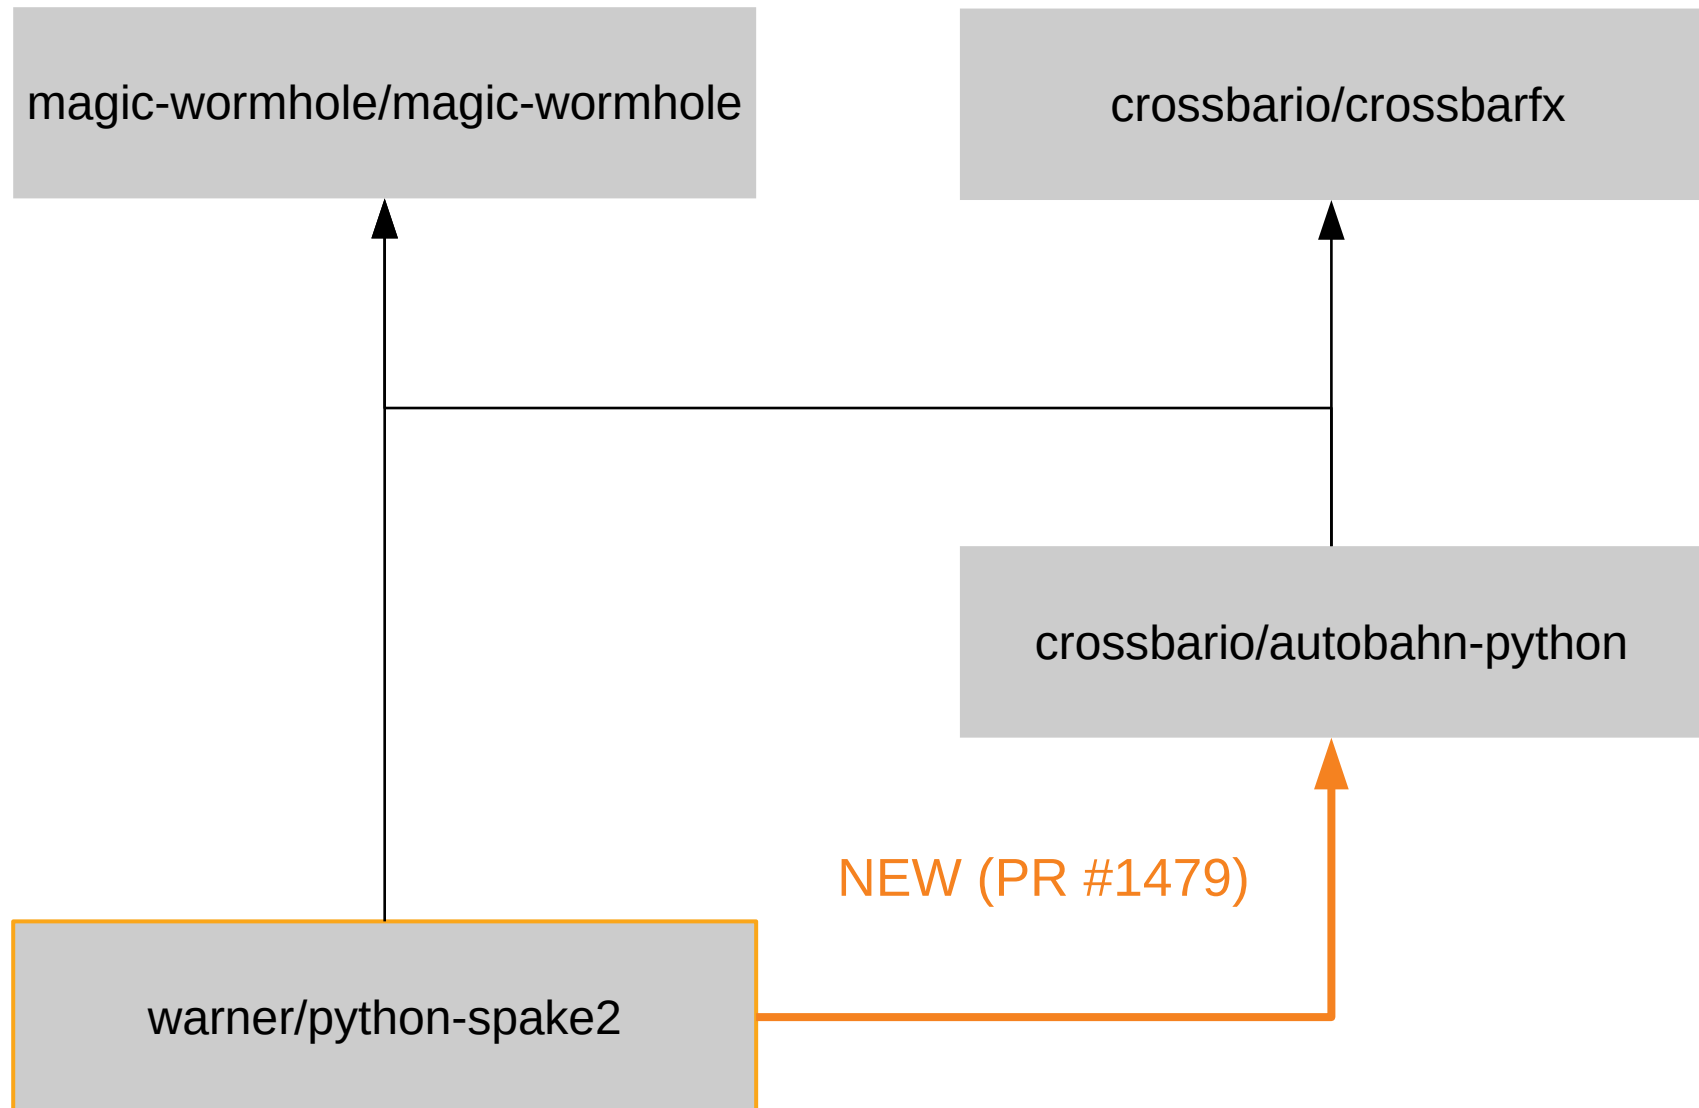 magic-wormhole/magic-wormhole
crossbario/crossbarfx
crossbario/autobahn-python
NEW (PR #1479)
warner/python-spake2